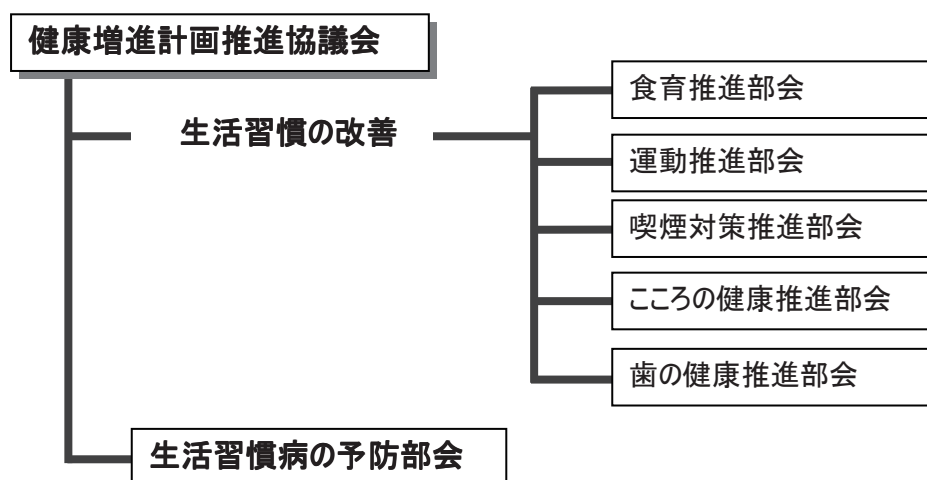 健康増進計画推進協議会
食育推進部会
生活習慣の改善
運動推進部会
喫煙対策推進部会
こころの健康推進部会
歯の健康推進部会
生活習慣病の予防部会